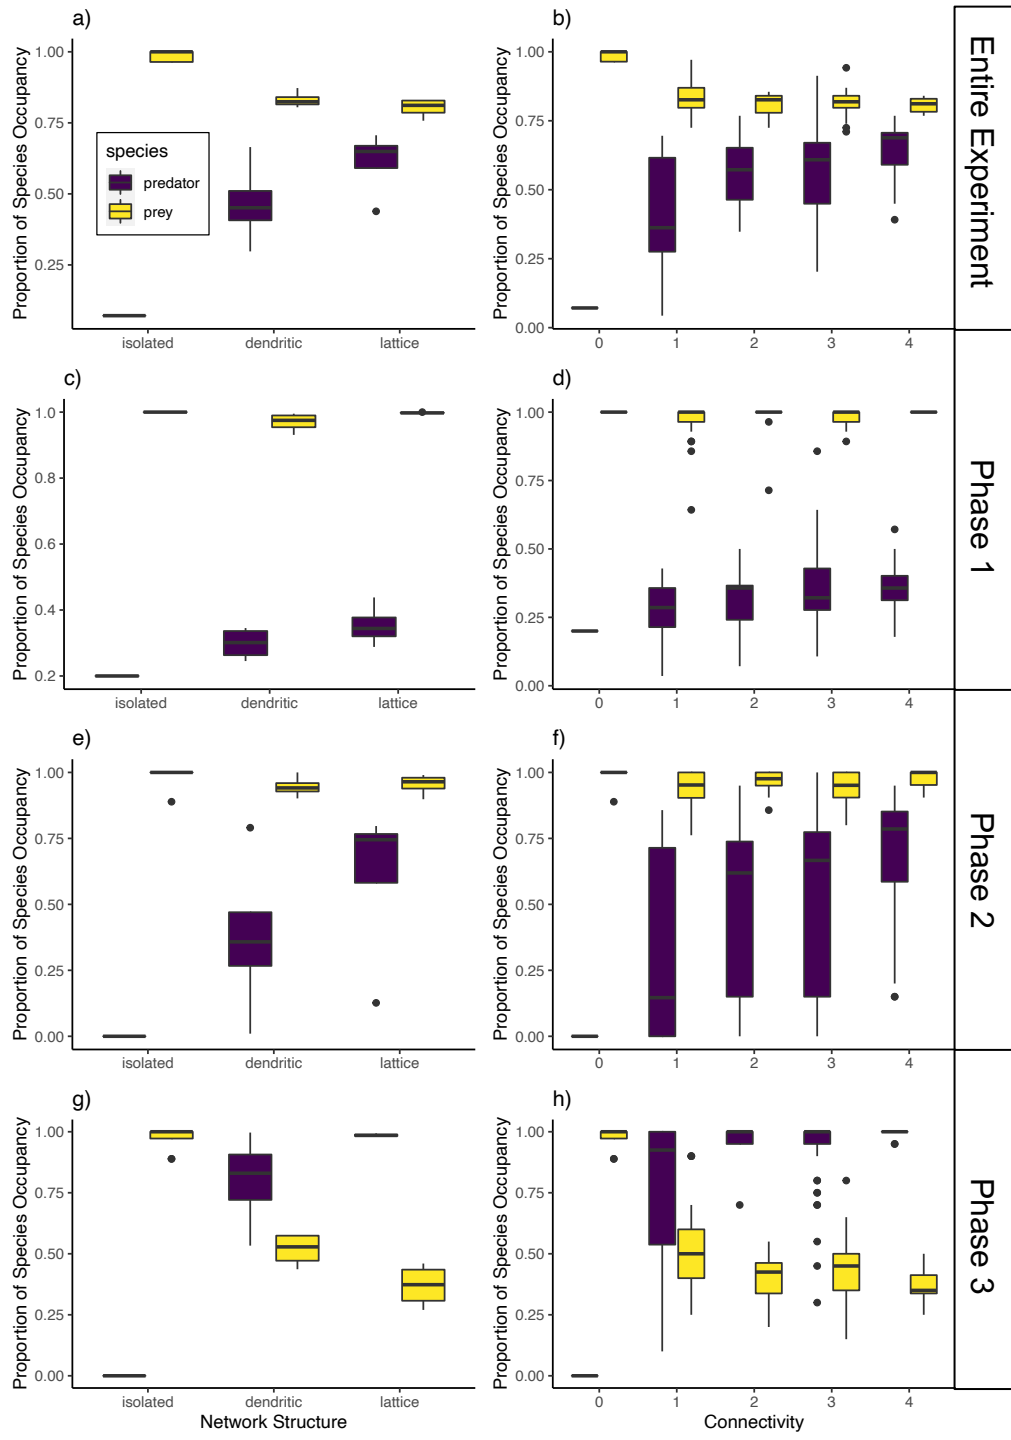 a)
Proportion of Species Occupancy
1.00
0.75
0.50
0.25
species
predator
prey
isolated
dendritic
lattice
b)
Proportion of Species Occupancy
1.00
0.75
0.50
0.25
0.00
0
1
2
3
4
Entire Experiment
c)
Proportion of Species Occupancy
1.0
0.8
0.6
0.4
0.2
isolated
dendritic
lattice
d)
Proportion of Species Occupancy
1.00
0.75
0.50
0.25
0.00
0
1
2
3
4
Phase 1
e)
Proportion of Species Occupancy
1.00
0.75
0.50
0.25
0.00
isolated
dendritic
lattice
f)
Proportion of Species Occupancy
1.00
0.75
0.50
0.25
0.00
0
1
2
3
4
Phase 2
g)
Proportion of Species Occupancy
1.00
0.75
0.50
0.25
0.00
isolated
dendritic
lattice
Network Structure
h)
Proportion of Species Occupancy
1.00
0.75
0.50
0.25
0.00
0
1
2
3
4
Connectivity
Phase 3